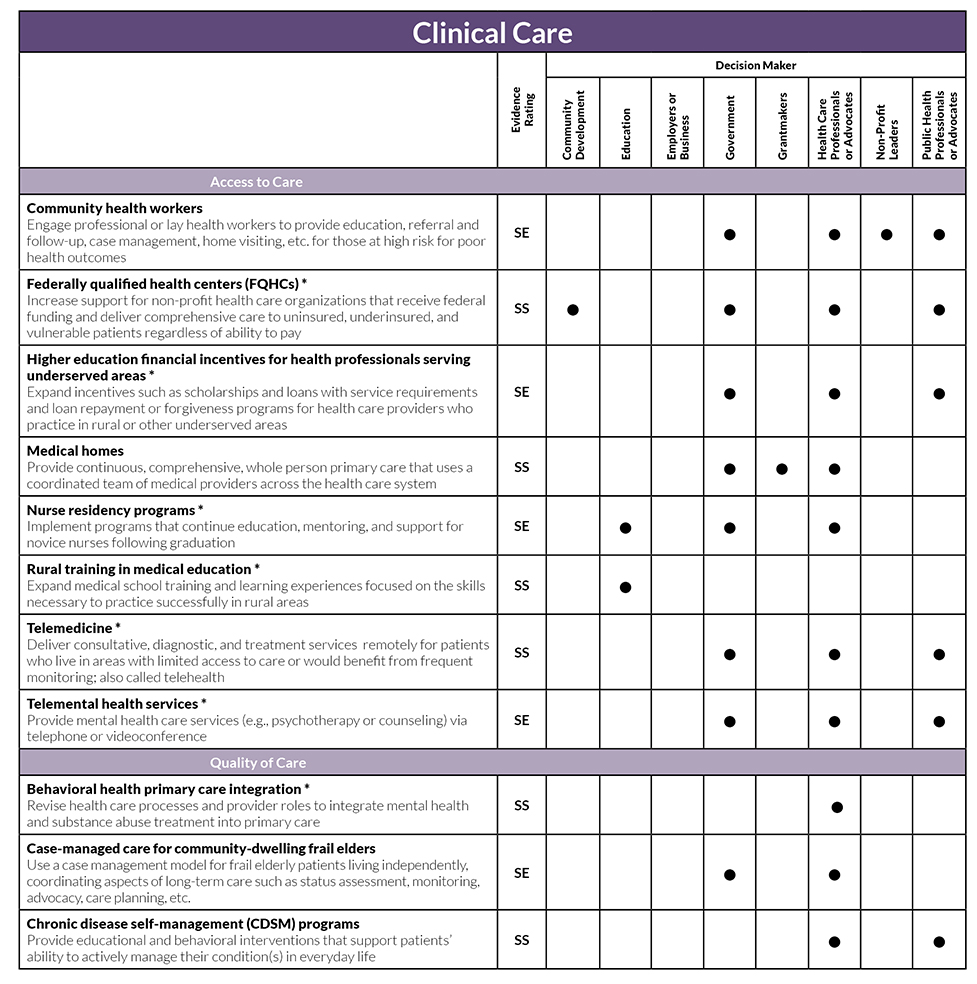 Clinical Care
Decision Maker
Evidence
Rating
Community
Development
Education
Employers or
Business
Government
Grantmakers
Health Care
Professionals
or Advocates
Non-Profit
Leaders
Public Health
Professionals
or Advocates
Access to Care
Community health workers
Engage professional or lay health workers to provide education, referral and
follow-up, case management, home visiting, etc. for those at high risk for poor
health outcomes
SE ● ● ● ●
Federally qualified health centers (FQHCs) *
Increase support for non-profit health care organizations that receive federal
funding and deliver comprehensive care to uninsured, underinsured, and
vulnerable patients regardless of ability to pay
SS ● ● ● ●
Higher education financial incentives for health professionals serving
underserved areas *
Expand incentives such as scholarships and loans with service requirements
and loan repayment or forgiveness programs for health care providers who
practice in rural or other underserved areas
SE ● ● ●
Medical homes
Provide continuous, comprehensive, whole person primary care that uses a
coordinated team of medical providers across the health care system
SS ● ● ●
Nurse residency programs *
Implement programs that continue education, mentoring, and support for
novice nurses following graduation
SE ● ● ●
Rural training in medical education *
Expand medical school training and learning experiences focused on the skills
necessary to practice successfully in rural areas
SS ●
Telemedicine *
Deliver consultative, diagnostic, and treatment services remotely for patients
who live in areas with limited access to care or would benefit from frequent
monitoring; also called telehealth
SS ● ● ●
Telemental health services *
Provide mental health care services (e.g., psychotherapy or counseling) via
telephone or videoconference
SE ● ● ●
Quality of Care
Behavioral health primary care integration *
Revise health care processes and provider roles to integrate mental health
and substance abuse treatment into primary care
SS ●
Case-managed care for community-dwelling frail elders
Use a case management model for frail elderly patients living independently,
coordinating aspects of long-term care such as status assessment, monitoring,
advocacy, care planning, etc.
SE ● ●
Chronic disease self-management (CDSM) programs
Provide educational and behavioral interventions that support patients'
ability to actively manage their condition(s) in everyday life
SS ● ●